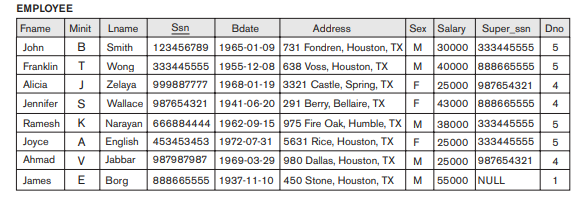 EMPLOYEE
Fname Minit Lname Ssn Bdate Address Sex Salary Super_ssn Dno
John B Smith 123456789 1965-01-09 731 Fondren, Houston, TX M 30000 333445555 5
Franklin T Wong 333445555 1955-12-08 638 Voss, Houston, TX M 40000 888665555 5
Alicia J Zelaya 999887777 1968-01-19 3321 Castle, Spring, TX F 25000 987654321 4
Jennifer S Wallace 987654321 1941-06-20 291 Berry, Bellaire, TX F 43000 888665555 4
Ramesh K Narayan 666884444 1962-09-15 975 Fire Oak, Humble, TX M 38000 333445555 5
Joyce A English 453453453 1972-07-31 5631 Rice, Houston, TX F 25000 333445555 5
Ahmad V Jabbar 987987987 1969-03-29 980 Dallas, Houston, TX M 25000 987654321 4
James E Borg 888665555 1937-11-10 450 Stone, Houston, TX M 55000 NULL 1